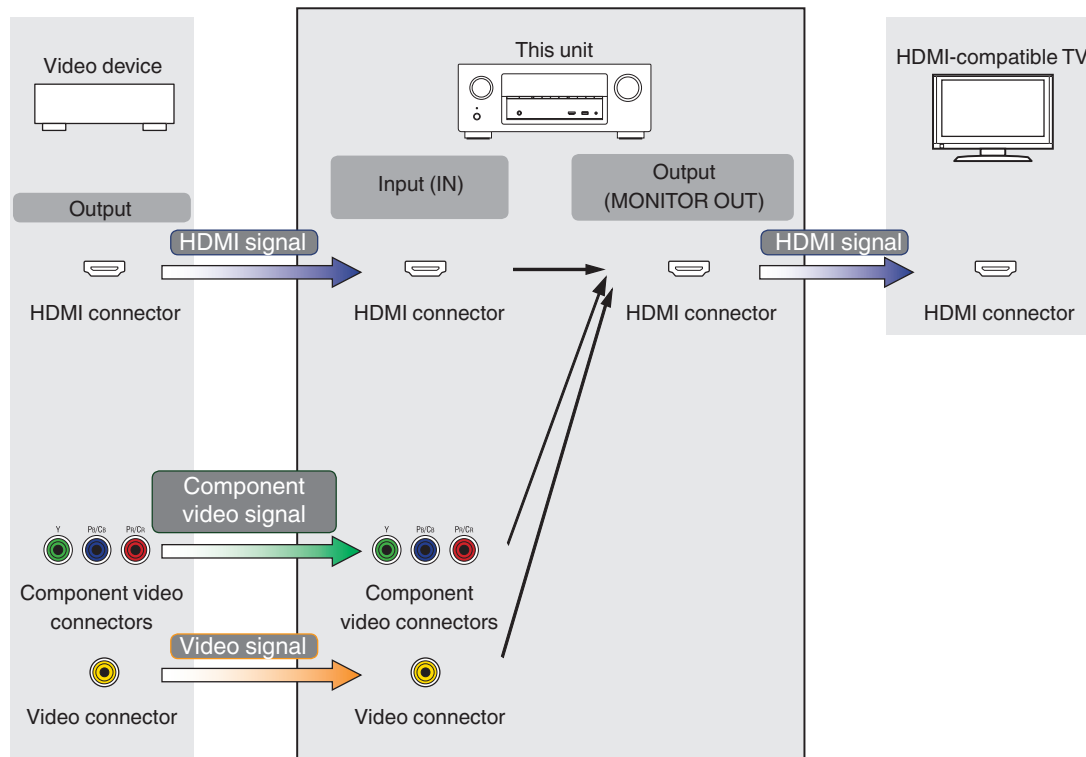 Video device
This unit
HDMI-compatible TV
Output
Input (IN)
Output
(MONITOR OUT)
HDMI signal
HDMI signal
HDMI connector
HDMI connector
HDMI connector
HDMI connector
Component
video signal
Y PB/CB PR/CR
Y PB/CB PR/CR
Component video
connectors
Component
video connectors
Video signal
Video connector
Video connector